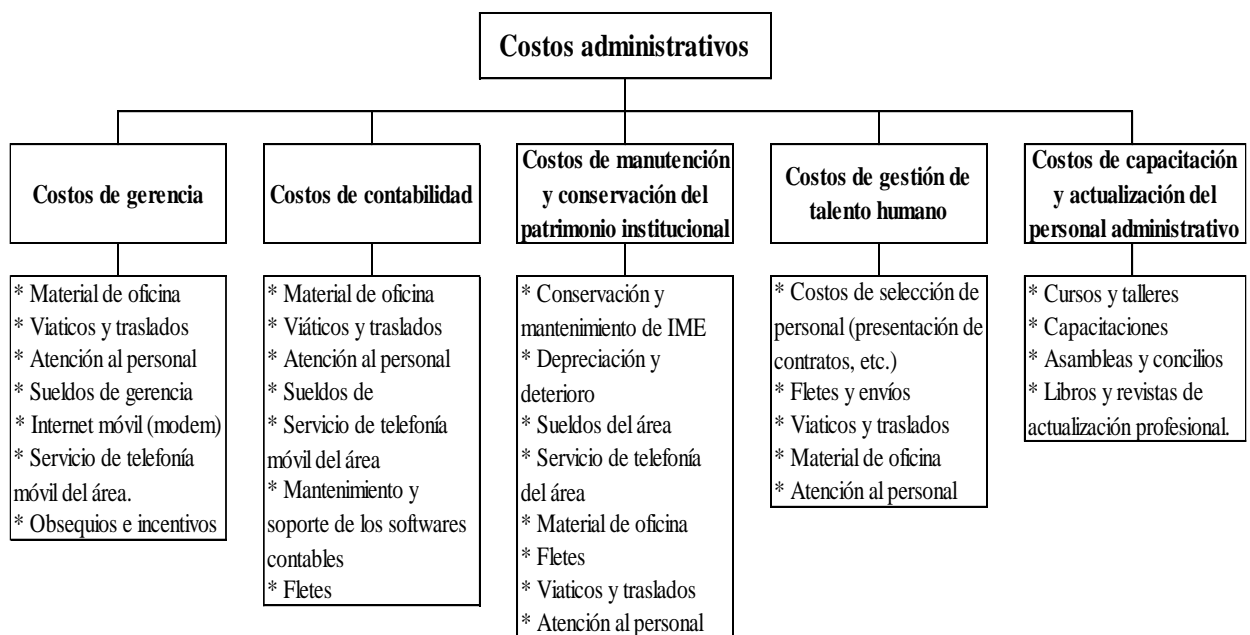 Costos administrativos
Costos de gerencia
* Material de oficina
* Viaticos y traslados
* Atención al personal
* Sueldos de gerencia
* Internet móvil (modem)
* Servicio de telefonía
móvil del área.
* Obsequios e incentivos
Costos de contabilidad
* Material de oficina
* Viáticos y traslados
* Atención al personal
* Sueldos de
* Servicio de telefonía
móvil del área
* Mantenimiento y
soporte de los softwares
contables
* Fletes
Costos de manutención
y conservación del
patrimonio institucional
* Conservación y
mantenimiento de IME
* Depreciación y
deterioro
* Sueldos del área
* Servicio de telefonía
del área
* Material de oficina
* Fletes
* Viaticos y traslados
* Atención al personal
Costos de gestión de
talento humano
* Costos de selección de
personal (presentación de
contratos, etc.)
* Fletes y envíos
* Viaticos y traslados
* Material de oficina
* Atención al personal
Costos de capacitación
y actualización del
personal administrativo
* Cursos y talleres
* Capacitaciones
* Asambleas y concilios
* Libros y revistas de
actualización profesional.